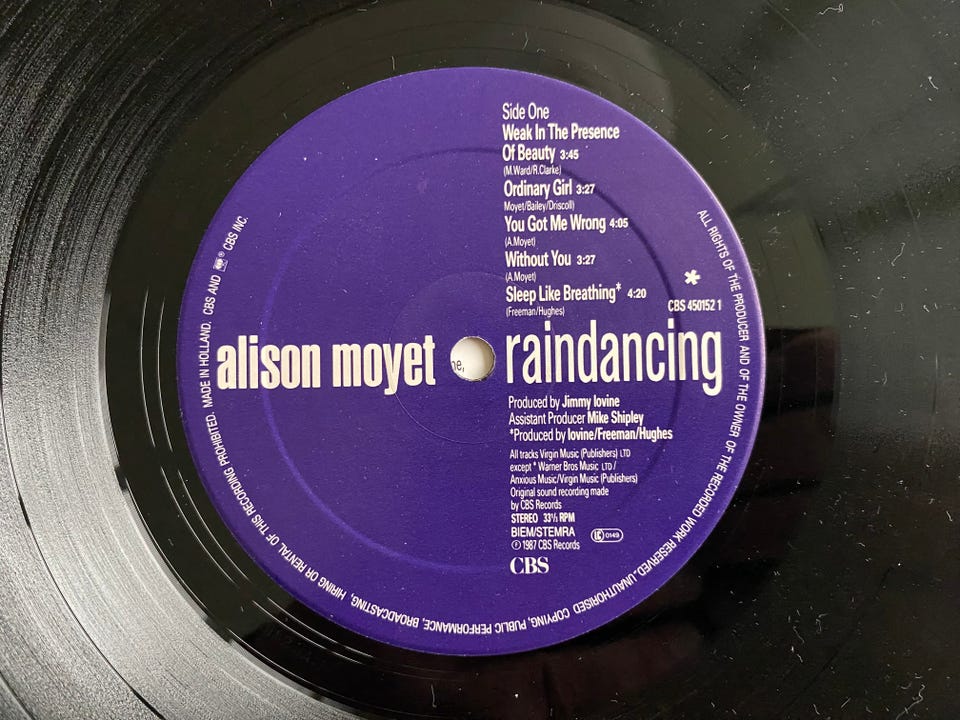 Side One
Weak In The Presence
Of Beauty 3:45
(M.Ward/R.Clarke)
Ordinary Girl 3:27
Moyet/Bailey/Driscoll)
You Got Me Wrong 4:05
(A.Moyet)
Without You 3:27
(A.Moyet)
Sleep Like Breathing* 4:20
(Freeman/Hughes)
*
CBS 450152 1
alison moyet
ne,
raindancing
Produced by Jimmy Iovine
Assistant Producer Mike Shipley
*Produced by Iovine/Freeman/Hughes
All tracks Virgin Music (Publishers) LTD
except * Warner Bros Music LTD /
Anxious Music/Virgin Music (Publishers)
Original sound recording made
by CBS Records
STEREO 33⅓ RPM
BIEM/STEMRA
LC 0149
℗ 1987 CBS Records
CBS
ALL RIGHTS OF THE PRODUCER AND OF THE OWNER OF THE RECORDED WORK RESERVED. UNAUTHORISED COPYING, PUBLIC PERFORMANCE, BROADCASTING, HIRING OR RENTAL OF THIS RECORDING PROHIBITED. MADE IN HOLLAND. CBS AND ® CBS INC.